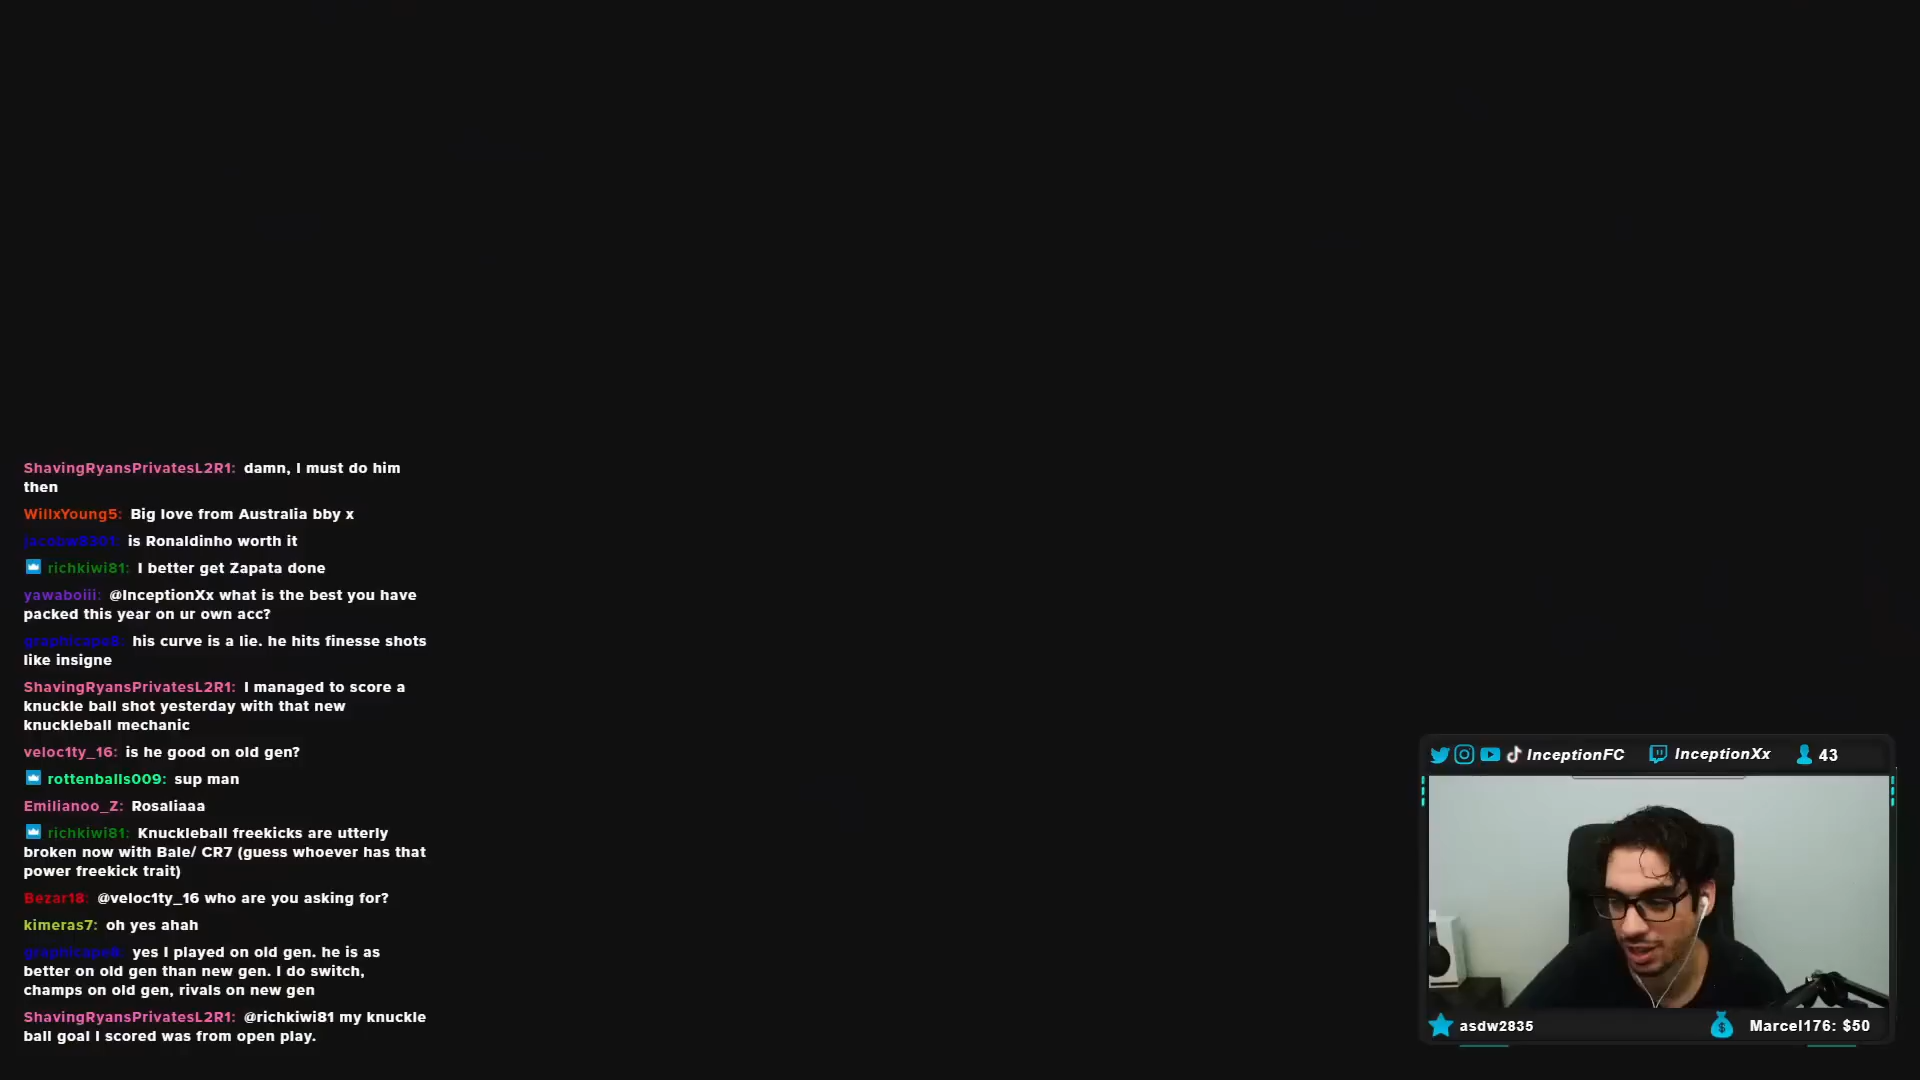 ShavingRyansPrivatesL2R1: damn, I must do him
then
WillxYoung5: Big love from Australia bby x
jacobw8301: is Ronaldinho worth it
richkiwi81: I better get Zapata done
yawaboiii: @InceptionXx what is the best you have
packed this year on ur own acc?
graphicape8: his curve is a lie. he hits finesse shots
like insigne
ShavingRyansPrivatesL2R1: I managed to score a
knuckle ball shot yesterday with that new
knuckleball mechanic
veloc1ty_16: is he good on old gen?
rottenballs009: sup man
Emilianoo_Z: Rosaliaaa
richkiwi81: Knuckleball freekicks are utterly
broken now with Bale/ CR7 (guess whoever has that
power freekick trait)
Bezar18: @veloc1ty_16 who are you asking for?
kimeras7: oh yes ahah
yes I played on old gen. he is as
better on old gen than new gen. I do switch,
champs on old gen, rivals on new gen
ShavingRyansPrivatesL2R1: @richkiwi81 my knuckle
ball goal I scored was from open play.
InceptionFC InceptionXx 43
asdw2835 Marcel176: $50